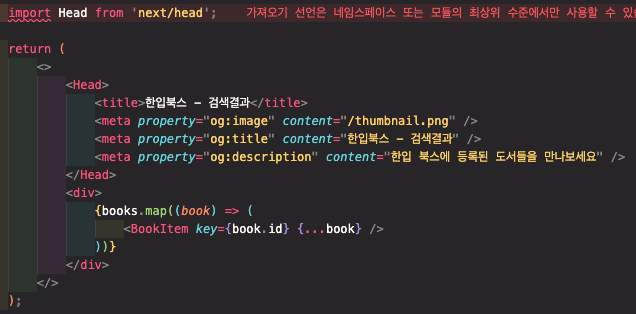 import Head from 'next/head'; 가져오기 선언은 네임스페이스 또는 모듈의 최상위 수준에서만 사용할 수
return (
<>
<Head>
<title>한입북스 - 검색결과</title>
<meta property="og:image" content="/thumbnail.png" />
<meta property="og:title" content="한입북스 - 검색결과" />
<meta property="og:description" content="한입 북스에 등록된 도서들을 만나보세요" />
</Head>
<div>
{books.map((book) => (
<BookItem key={book.id} {...book} />
))}
</div>
</>
);